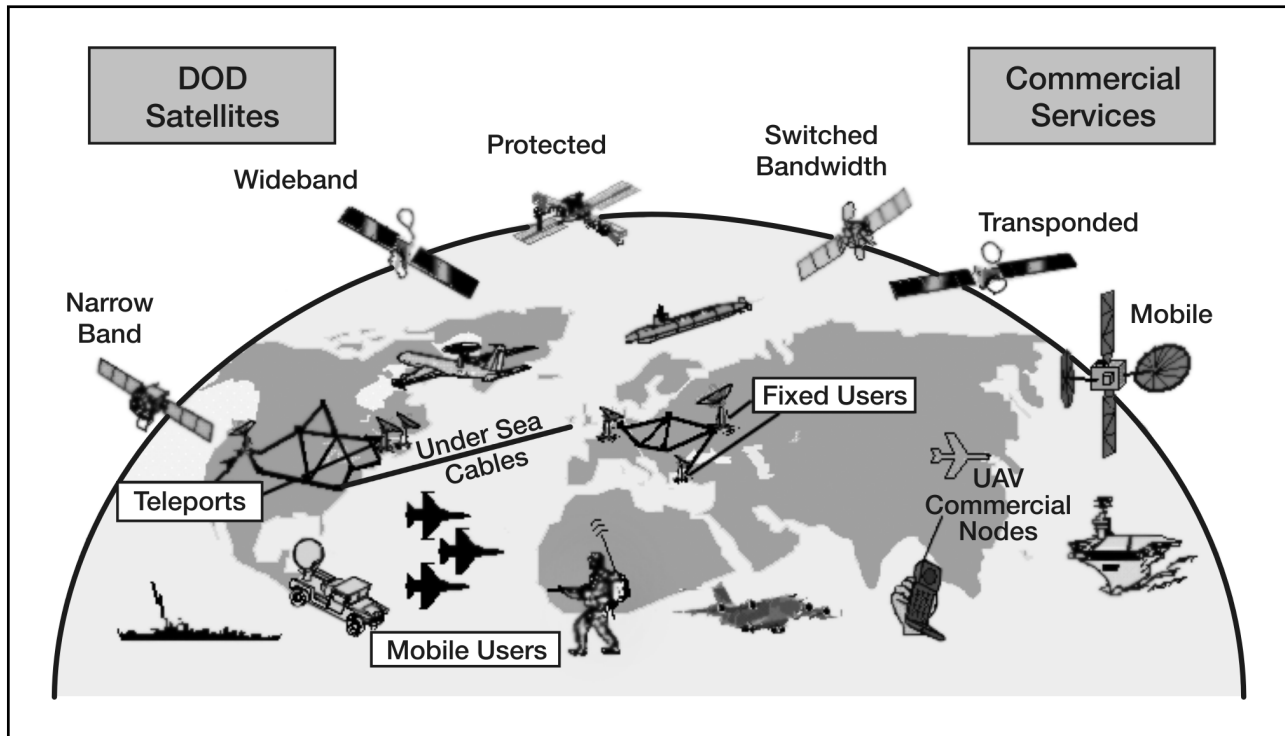 DOD
Satellites
Commercial
Services
Protected
Switched
Bandwidth
Wideband
Transponded
Narrow
Band
Mobile
Fixed Users
Under Sea
Cables
Teleports
UAV
Commercial
Nodes
Mobile Users